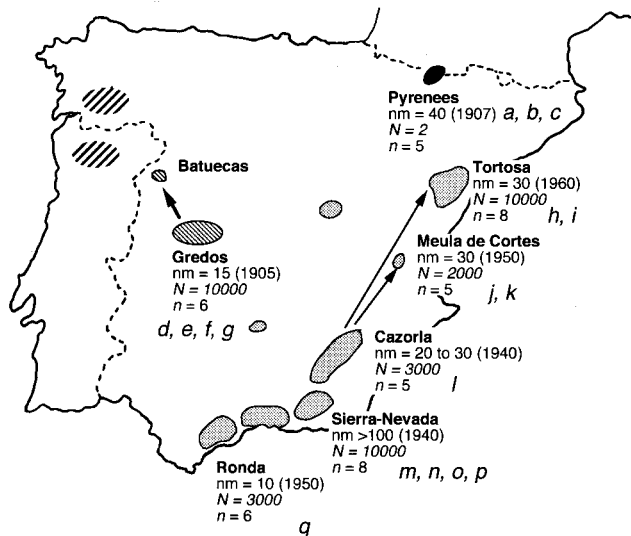 Pyrenees
nm = 40 (1907)
N = 2
n = 5
a, b, c
Tortosa
nm = 30 (1960)
N = 10000
n = 8
h, i
Batuecas
Gredos
nm = 15 (1905)
N = 10000
n = 6
d, e, f, g
Meula de Cortes
nm = 30 (1950)
N = 2000
n = 5
j, k
Cazorla
nm = 20 to 30 (1940)
N = 3000
n = 5
l
Sierra-Nevada
nm >100 (1940)
N = 10000
n = 8
m, n, o, p
Ronda
nm = 10 (1950)
N = 3000
n = 6
q